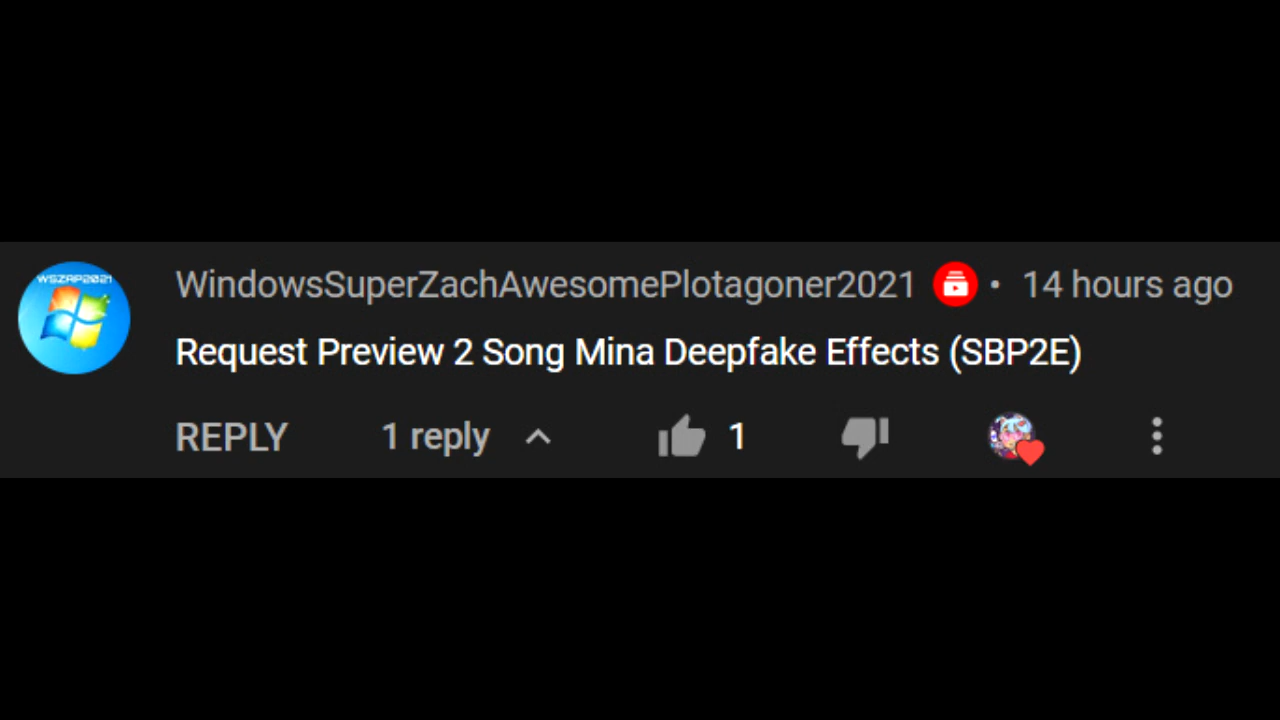 WSZAP2021
WindowsSuperZachAwesomePlotagoner2021 • 14 hours ago
Request Preview 2 Song Mina Deepfake Effects (SBP2E)
REPLY 1 reply 1